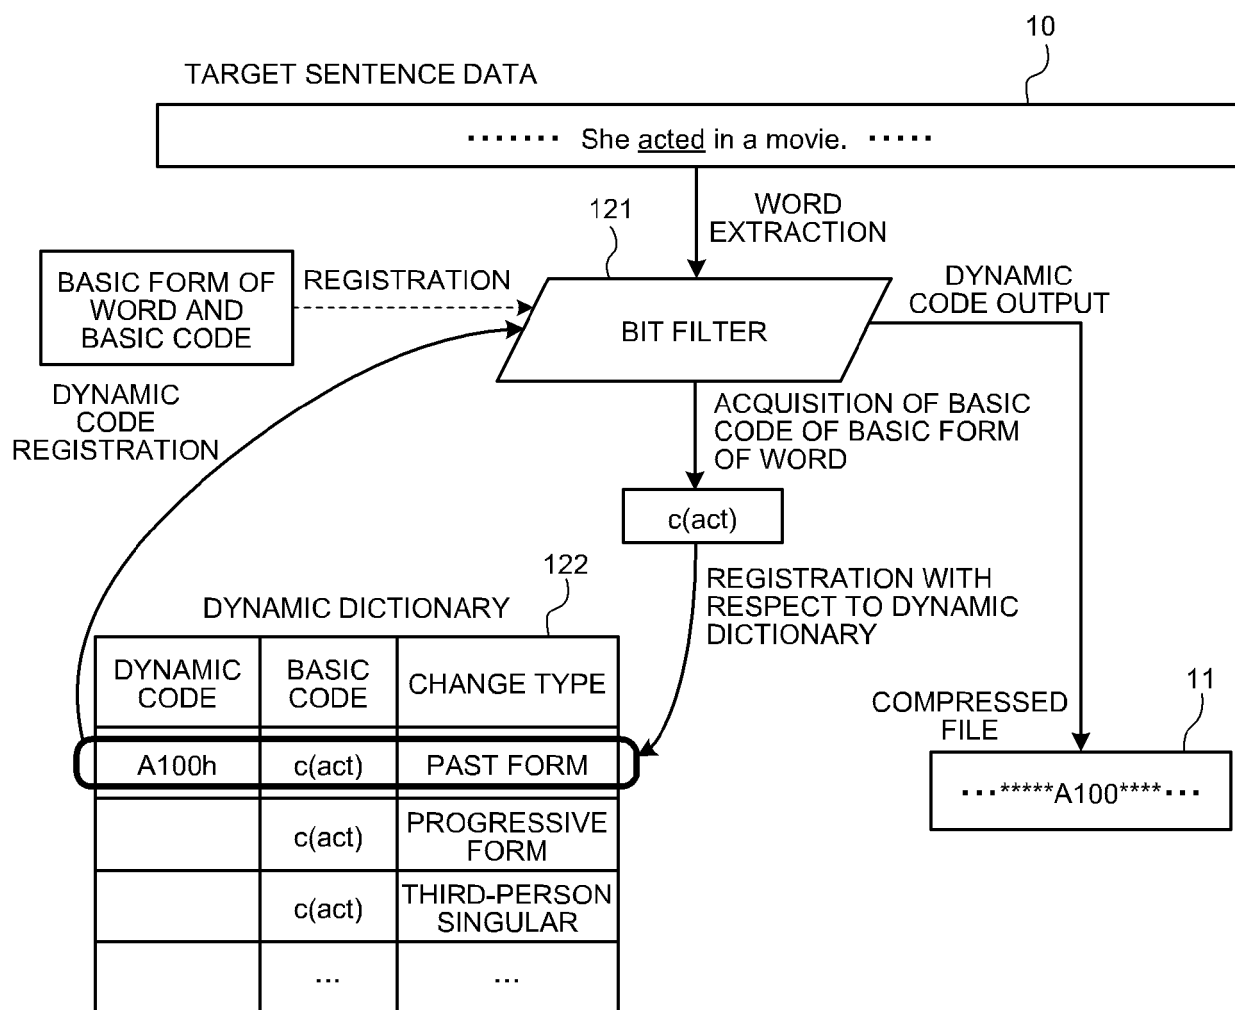 10
TARGET SENTENCE DATA
······· She acted in a movie. ·····
121
WORD
EXTRACTION
BASIC FORM OF
WORD AND
BASIC CODE
REGISTRATION
DYNAMIC
CODE OUTPUT
BIT FILTER
DYNAMIC
CODE
REGISTRATION
ACQUISITION OF BASIC
CODE OF BASIC FORM
OF WORD
c(act)
122
DYNAMIC DICTIONARY
REGISTRATION WITH
RESPECT TO DYNAMIC
DICTIONARY
DYNAMIC
CODE
BASIC
CODE
CHANGE TYPE
A100h
c(act)
PAST FORM
c(act)
PROGRESSIVE
FORM
c(act)
THIRD-PERSON
SINGULAR
...
...
11
COMPRESSED
FILE
···*****A100****···